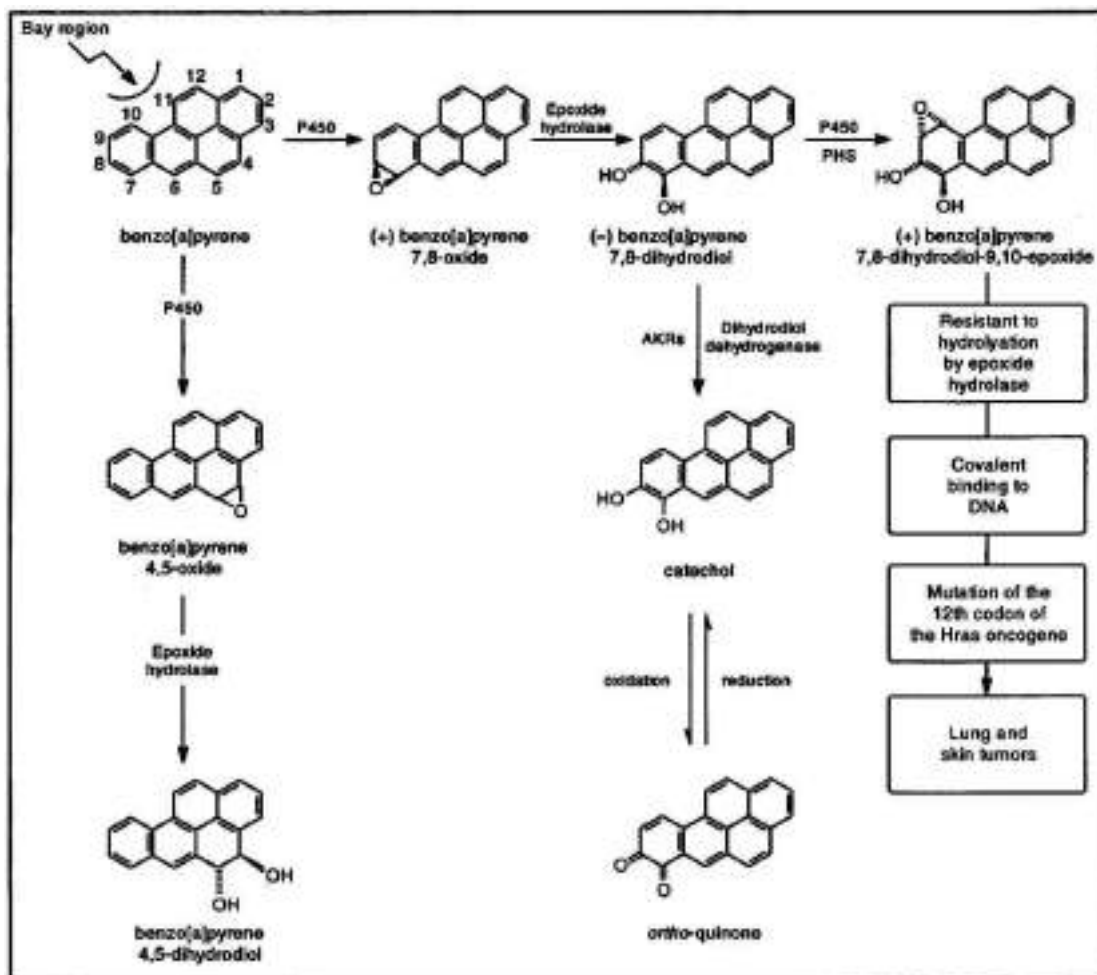 Bay region
12
1
11
2
10
3
9
8
4
7
6
5
P450
O
Epoxide
hydrolase
HO
OH
P450
PHS
O
HO
OH
benzo[a]pyrene
(+) benzo[a]pyrene
7,8-oxide
(−) benzo[a]pyrene
7,8-dihydrodiol
(+) benzo[a]pyrene
7,8-dihydrodiol-9,10-epoxide
P450
AKRs
Dihydrodiol
dehydrogenase
Resistant to
hydrolyation
by epoxide
hydrolase
O
benzo[a]pyrene
4,5-oxide
HO
OH
catechol
Covalent
binding to
DNA
Mutation of the
12th codon of
the Hras oncogene
Epoxide
hydrolase
oxidation
reduction
Lung and
skin tumors
OH
OH
benzo[a]pyrene
4,5-dihydrodiol
O
O
ortho-quinone